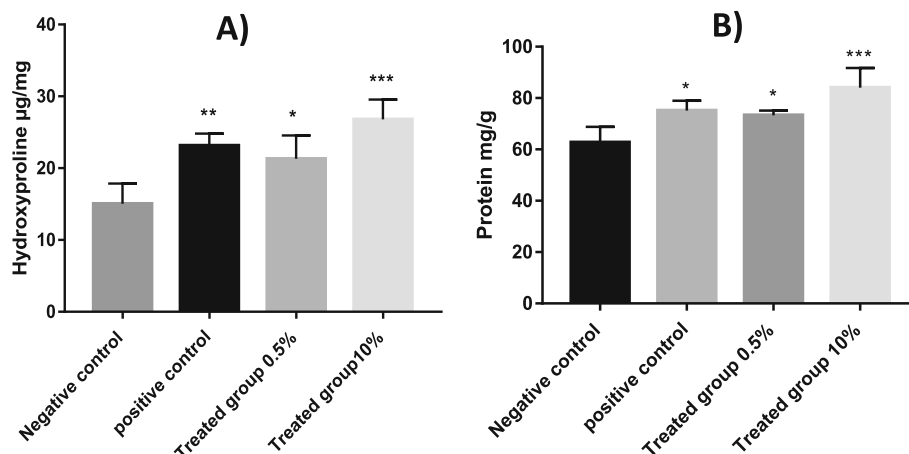 A)
Hydroxyproline µg/mg
40
30
20
10
0
**
*
***
Negative control
positive control
Treated group 0.5%
Treated group10%
B)
Protein mg/g
100
80
60
40
20
0
*
*
***
Negative control
positive control
Treated group 0.5%
Treated group 10%